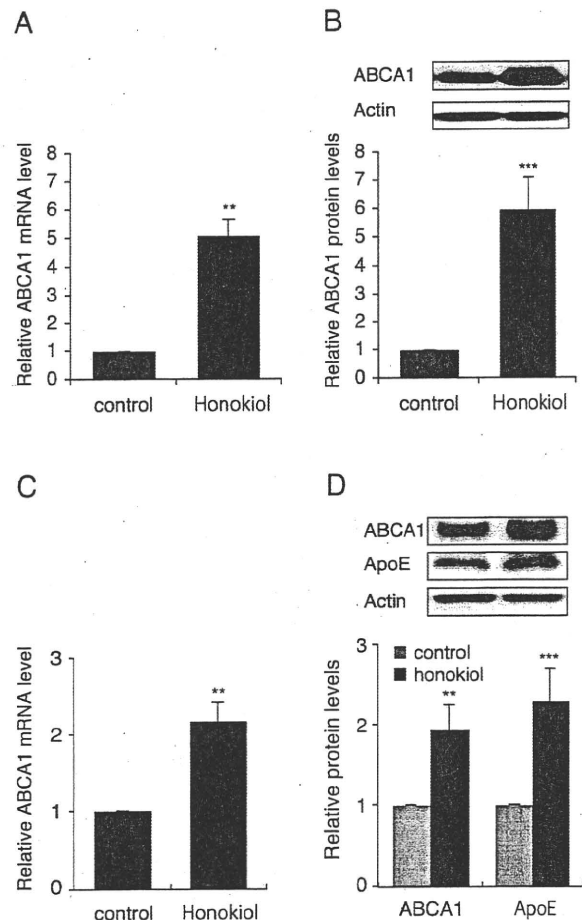 A
B
ABCA1
Actin
Relative ABCA1 mRNA level
8
7
6
5
4
3
2
1
0
**
control
Honokiol
Relative ABCA1 protein levels
8
7
6
5
4
3
2
1
0
***
control
Honokiol
C
D
ABCA1
ApoE
Actin
Relative ABCA1 mRNA level
3
2
1
0
**
control
Honokiol
Relative protein levels
3
2
1
0
control
honokiol
**
***
ABCA1
ApoE